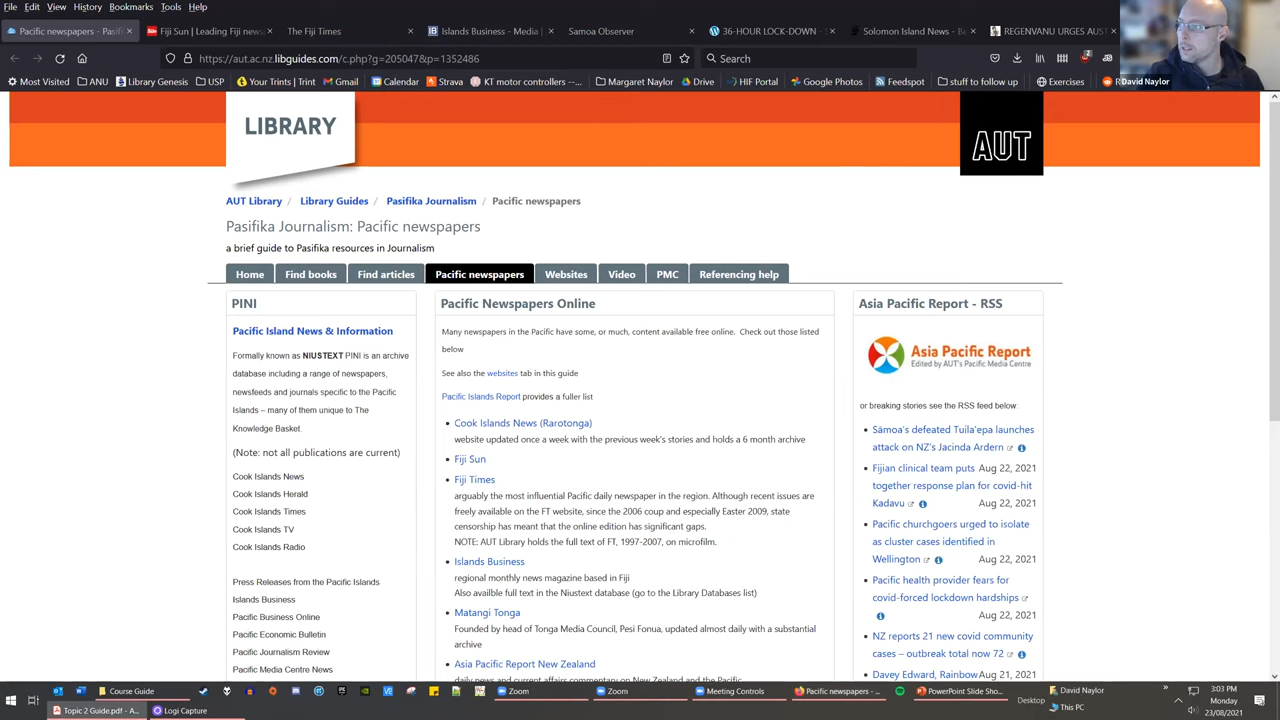 File Edit View History Bookmarks Tools Help
Pacific newspapers - Pasifi
Fiji Sun | Leading Fiji news
The Fiji Times
Islands Business - Media |
Samoa Observer
36-HOUR LOCK-DOWN -
Solomon Island News - Be
REGENVANU URGES AUST
https://aut.ac.nz.libguides.com/c.php?g=2050478&p=1352486
Search
Most Visited ANU Library Genesis USP Your Trints | Trint Gmail Calendar Strava KT motor controllers --... Margaret Naylor Drive HIF Portal Google Photos Feedspot stuff to follow up Exercises
David Naylor
LIBRARY
AUT
AUT Library / Library Guides / Pasifika Journalism / Pacific newspapers
Pasifika Journalism: Pacific newspapers
a brief guide to Pasifika resources in Journalism
Home Find books Find articles Pacific newspapers Websites Video PMC Referencing help
PINI
Pacific Island News & Information
Formally known as NIUSTEXT PINI is an archive
database including a range of newspapers,
newsfeeds and journals specific to the Pacific
Islands – many of them unique to The
Knowledge Basket.
(Note: not all publications are current)
Cook Islands News
Cook Islands Herald
Cook Islands Times
Cook Islands TV
Cook Islands Radio
Press Releases from the Pacific Islands
Islands Business
Pacific Business Online
Pacific Economic Bulletin
Pacific Journalism Review
Pacific Media Centre News
Pacific Newspapers Online
Many newspapers in the Pacific have some, or much, content available free online. Check out those listed
below
See also the websites tab in this guide
Pacific Islands Report provides a fuller list
Cook Islands News (Rarotonga)
website updated once a week with the previous week's stories and holds a 6 month archive
Fiji Sun
Fiji Times
arguably the most influential Pacific daily newspaper in the region. Although recent issues are
freely available on the FT website, since the 2006 coup and especially Easter 2009, state
censorship has meant that the online edition has significant gaps.
NOTE: AUT Library holds the full text of FT, 1997-2007, on microfilm.
Islands Business
regional monthly news magazine based in Fiji
Also availble full text in the Niustext database (go to the Library Databases list)
Matangi Tonga
Founded by head of Tonga Media Council, Pesi Fonua, updated almost daily with a substantial
archive
Asia Pacific Report New Zealand
daily news and current affairs commentary on New Zealand and the Pacific
Asia Pacific Report - RSS
Asia Pacific Report
Edited by AUT's Pacific Media Centre
or breaking stories see the RSS feed below:
Sāmoa's defeated Tuila'epa launches
attack on NZ's Jacinda Ardern
Fijian clinical team puts Aug 22, 2021
together response plan for covid-hit
Kadavu Aug 22, 2021
Pacific churchgoers urged to isolate
as cluster cases identified in
Wellington Aug 22, 2021
Pacific health provider fears for
covid-forced lockdown hardships
Aug 22, 2021
NZ reports 21 new covid community
cases – outbreak total now 72
Davey Edward, Rainbow Aug 21, 2021
Course Guide
Zoom
Zoom
Meeting Controls
Pacific newspapers - ...
PowerPoint Slide Sho...
Desktop
David Naylor
This PC
Topic 2 Guide.pdf - A...
Logi Capture
3:03 PM
Monday
23/08/2021